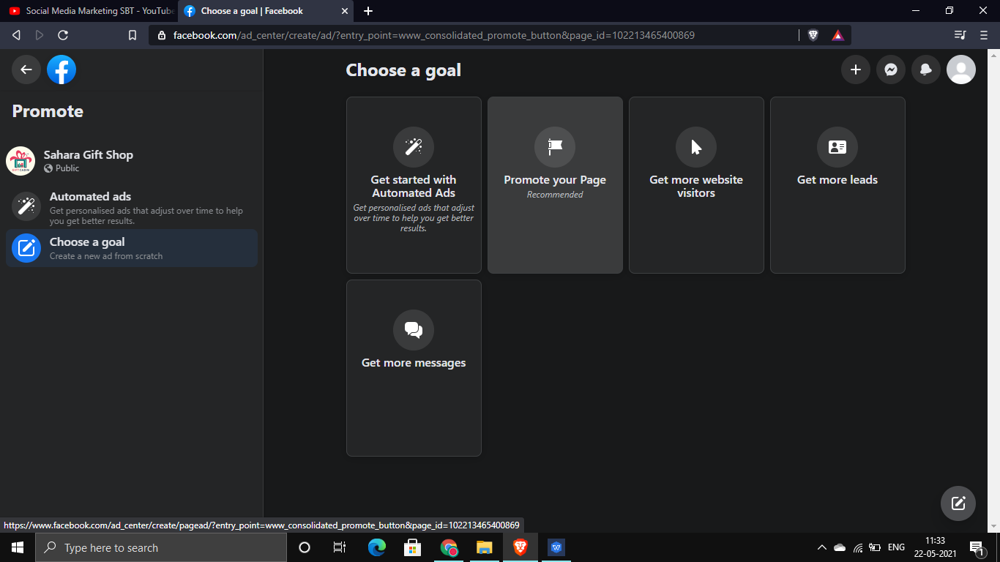 Social Media Marketing SBT - YouTube
Choose a goal | Facebook
facebook.com/ad_center/create/ad/?entry_point=www_consolidated_promote_button&page_id=102213465400869
Promote
Sahara Gift Shop
Public
Automated ads
Get personalised ads that adjust over time to help
you get better results.
Choose a goal
Create a new ad from scratch
Choose a goal
Get started with
Automated Ads
Get personalised ads that adjust
over time to help you get better
results.
Promote your Page
Recommended
Get more website
visitors
Get more leads
Get more messages
https://www.facebook.com/ad_center/create/pagead/?entry_point=www_consolidated_promote_button&page_id=102213465400869
Type here to search
ENG
11:33
22-05-2021
1